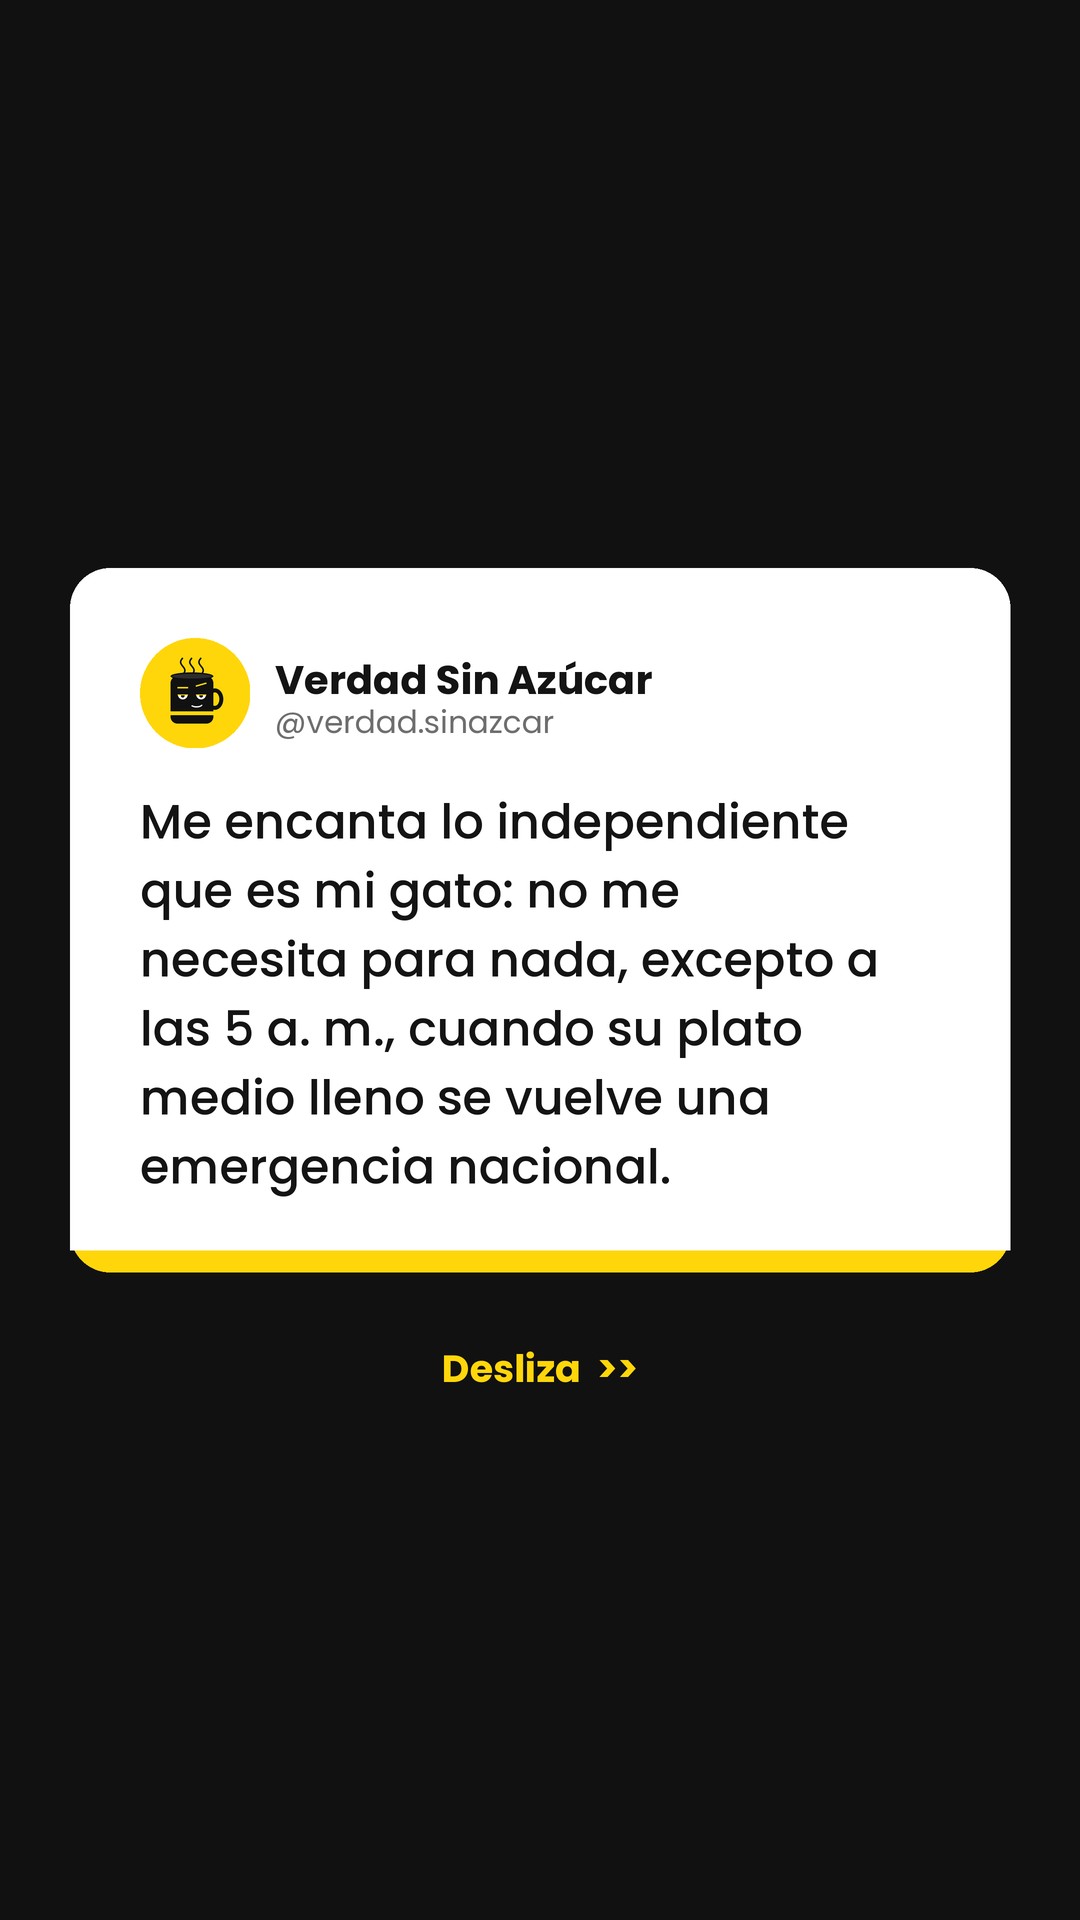 Verdad Sin Azúcar
@verdad.sinazcar
Me encanta lo independiente
que es mi gato: no me
necesita para nada, excepto a
las 5 a. m., cuando su plato
medio lleno se vuelve una
emergencia nacional.
Desliza >>